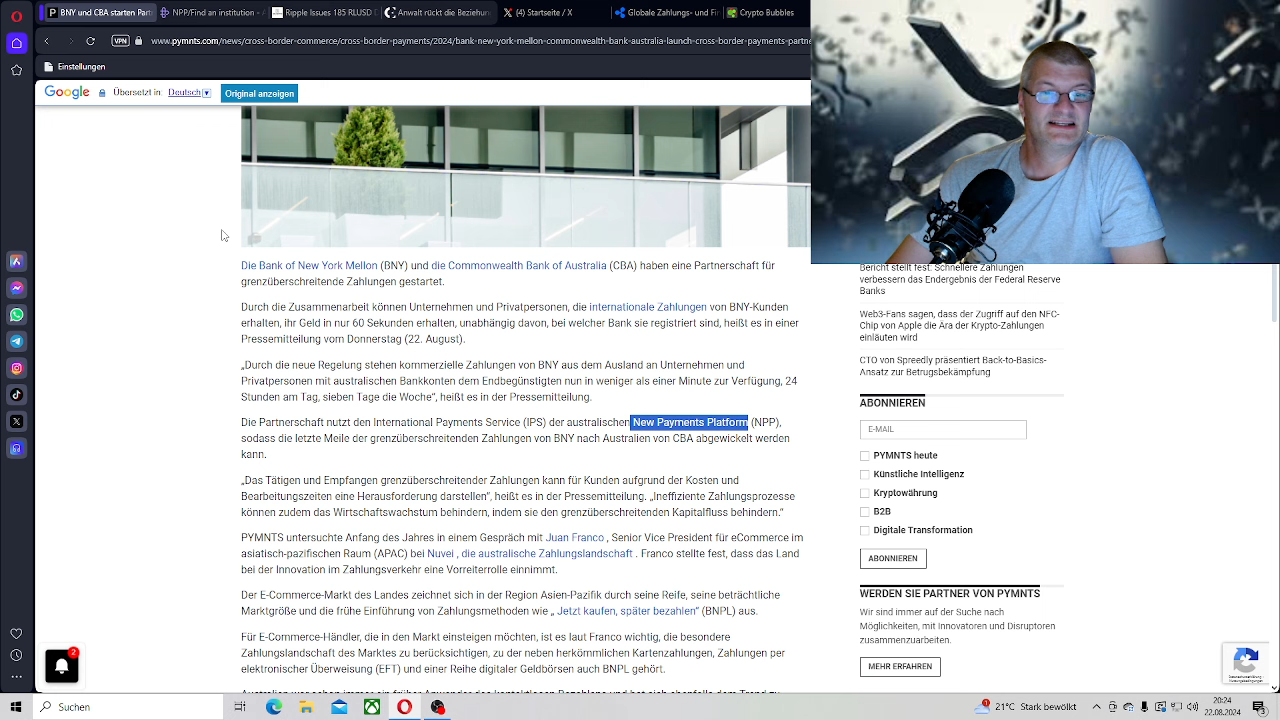 P BNY und Commonwealth Ban
NPP/Find an institution - A
Ripple Issues 185 RLUSD I
Anwalt rückt die Beziehun
(4) Startseite / X
Globale Zahlungs- und Fin
Crypto Bubbles
VPN
www.pymnts.com/news/cross-border-commerce/cross-border-payments/2024/bank-new-mellon-commonwealth-bank-australia-launch-cross-border-payments-partne
Einstellungen
Google Übersetzt in: Deutsch Original anzeigen
Die Bank of New York Mellon (BNY) und die Commonwealth Bank of Australia (CBA) haben eine Partnerschaft für
grenzüberschreitende Zahlungen gestartet.
Durch die Zusammenarbeit können Unternehmen und Privatpersonen, die internationale Zahlungen von BNY-Kunden
erhalten, ihr Geld in nur 60 Sekunden erhalten, unabhängig davon, bei welcher Bank sie registriert sind, heißt es in einer
Pressemitteilung vom Donnerstag (22. August).
„Durch die neue Regelung stehen kommerzielle Zahlungen von BNY aus dem Ausland an Unternehmen und
Privatpersonen mit australischen Bankkonten dem Endbegünstigten nun in weniger als einer Minute zur Verfügung, 24
Stunden am Tag, sieben Tage die Woche“, heißt es in der Pressemitteilung.
Die Partnerschaft nutzt den International Payments Service (IPS) der australischen New Payments Platform (NPP),
sodass die letzte Meile der grenzüberschreitenden Zahlungen von BNY nach Australien von CBA abgewickelt werden
kann.
„Das Tätigen und Empfangen grenzüberschreitender Zahlungen kann aufgrund der Kosten und
Bearbeitungszeiten eine Herausforderung darstellen“, heißt es in der Pressemitteilung. „Ineffiziente Zahlungsprozesse
können zudem das Wirtschaftswachstum behindern, indem sie den grenzüberschreitenden Kapitalfluss behindern.“
PYMNTS untersuchte Anfang des Jahres in einem Gespräch mit Juan Franco , Senior Vice President für eCommerce im
asiatisch-pazifischen Raum (APAC) bei Nuvei , die australische Zahlungslandschaft . Franco stellte fest, dass das Land
bei der Innovation im Zahlungsverkehr eine Vorreiterrolle einnimmt.
Der E-Commerce-Markt des Landes zeichnet sich in der Region Asien-Pazifik durch seine Reife, seine beträchtliche
Marktgröße und die frühe Einführung von Zahlungsmethoden wie „ Jetzt kaufen, später bezahlen“ (BNPL) aus.
Für E-Commerce-Händler, die in den Markt einsteigen möchten, ist es laut Franco wichtig, die besondere
Zahlungslandschaft des Marktes zu berücksichtigen, zu der neben herkömmlichen Kartenzahlungen, Zahlungen per
elektronischer Überweisung (EFT) und einer Reihe digitaler Geldbörsen auch BNPL gehört.
Bericht stellt fest: Schnellere Zahlungen
verbessern das Endergebnis der Federal Reserve
Banks
Web3-Fans sagen, dass der Zugriff auf den NFC-
Chip von Apple die Ära der Krypto-Zahlungen
einläuten wird
CTO von Spreedly präsentiert Back-to-Basics-
Ansatz zur Betrugsbekämpfung
ABONNIEREN
E-MAIL
PYMNTS heute
Künstliche Intelligenz
Kryptowährung
B2B
Digitale Transformation
ABONNIEREN
WERDEN SIE PARTNER VON PYMNTS
Wir sind immer auf der Suche nach
Möglichkeiten, mit Innovatoren und Disruptoren
zusammenzuarbeiten.
MEHR ERFAHREN
2
Suchen
1
21°C Stark bewölkt
20:24
22.08.2024